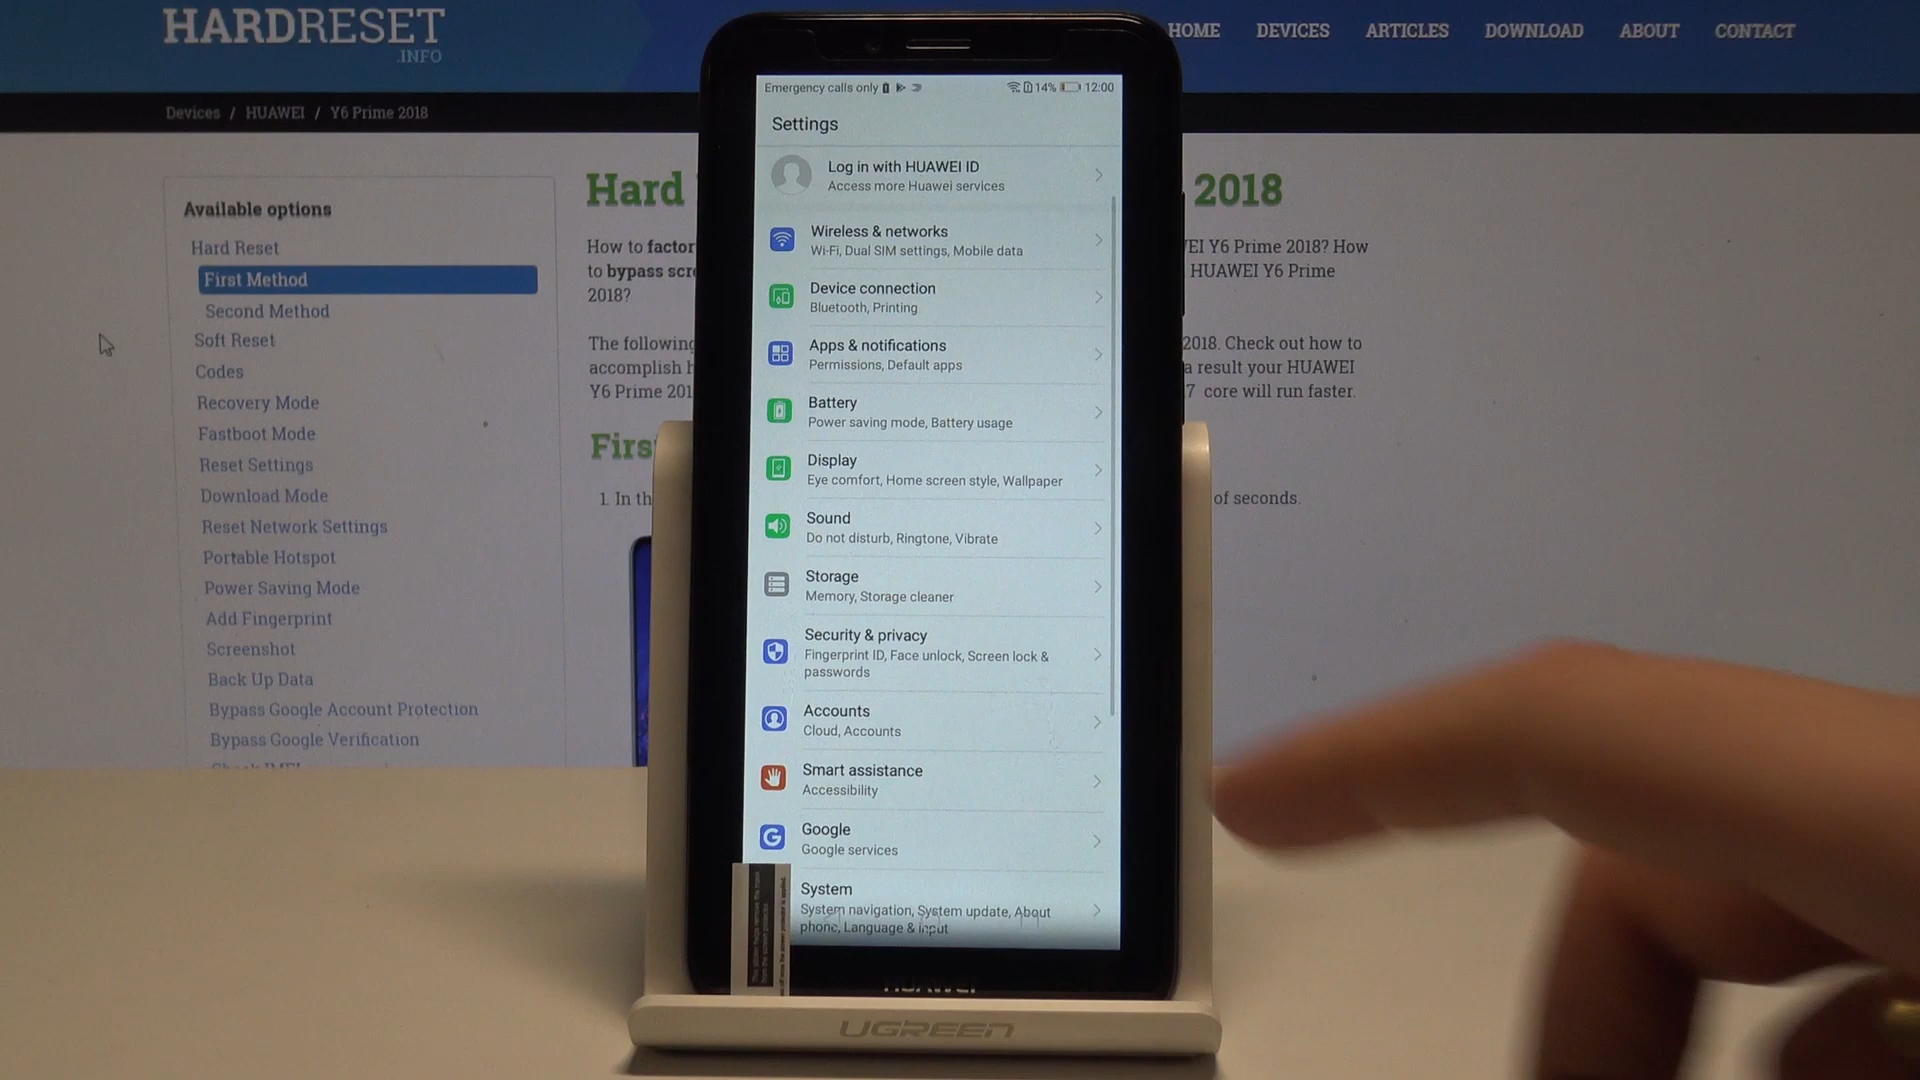 HARDRESET
.INFO
HOME DEVICES ARTICLES DOWNLOAD ABOUT CONTACT
Devices / HUAWEI / Y6 Prime 2018
Available options
Hard Reset
First Method
Second Method
Soft Reset
Codes
Recovery Mode
Fastboot Mode
Reset Settings
Download Mode
Reset Network Settings
Portable Hotspot
Power Saving Mode
Add Fingerprint
Screenshot
Back Up Data
Bypass Google Account Protection
Bypass Google Verification
Hard 2018
How to
to bypass
2018?
Y6 Prime 2018? How
HUAWEI Y6 Prime
The following
accomplish
2018. Check out how to
a result your HUAWEI
core will run faster.
1. In
of seconds.
Emergency calls only 14% 12:00
Settings
Log in with HUAWEI ID
Access more Huawei services
Wireless & networks
Wi-Fi, Dual SIM settings, Mobile data
Device connection
Bluetooth, Printing
Apps & notifications
Permissions, Default apps
Battery
Power saving mode, Battery usage
Display
Eye comfort, Home screen style, Wallpaper
Sound
Do not disturb, Ringtone, Vibrate
Storage
Memory, Storage cleaner
Security & privacy
Fingerprint ID, Face unlock, Screen lock &
passwords
Accounts
Cloud, Accounts
Smart assistance
Accessibility
Google
Google services
System
System navigation, System update, About
phone, Language & input
HUAWEI
UGREEN